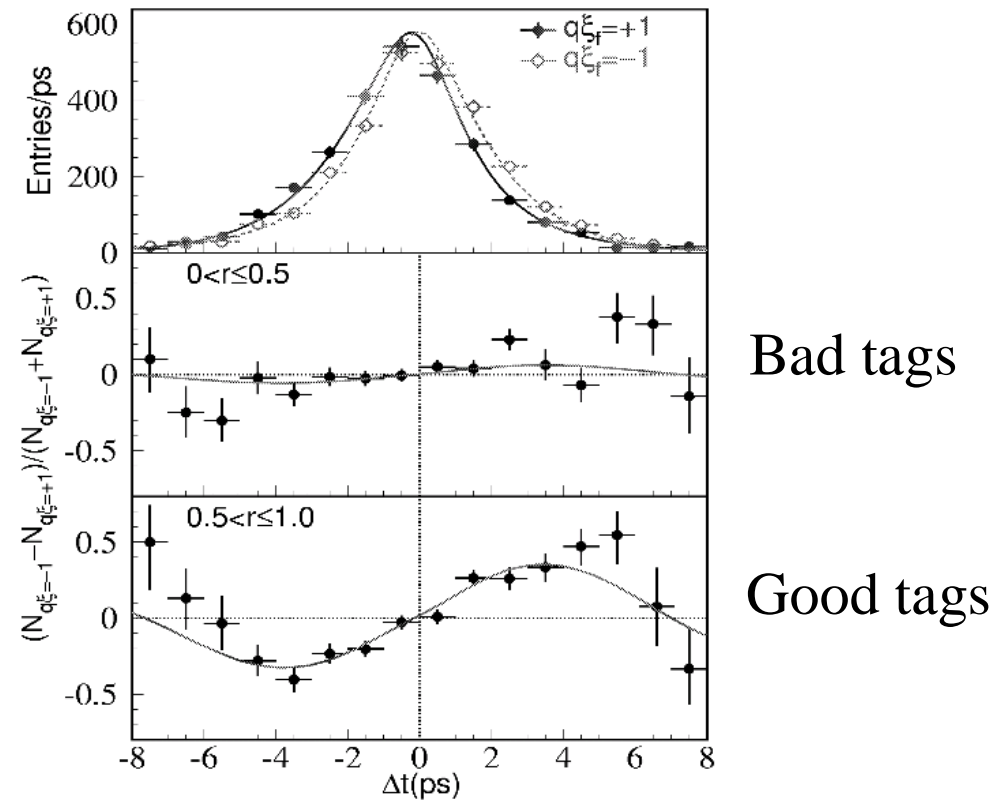 600
400
200
0
Entries/ps
qξf=+1
qξf=−1
0<r≤0.5
0.5
0
-0.5
Bad tags
(Nqξ=-1−Nqξ=+1)/(Nqξ=-1+Nqξ=+1)
0.5<r≤1.0
0.5
0
-0.5
Good tags
-8 -6 -4 -2 0 2 4 6 8
Δt(ps)